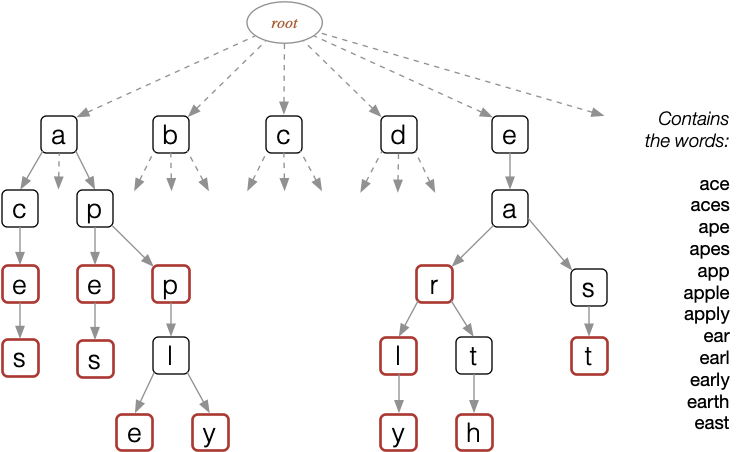 root
a b c d e
Contains
the words:
c p a
e e p r s
s s l l t t
e y y h
ace
aces
ape
apes
app
apple
apply
ear
earl
early
earth
east